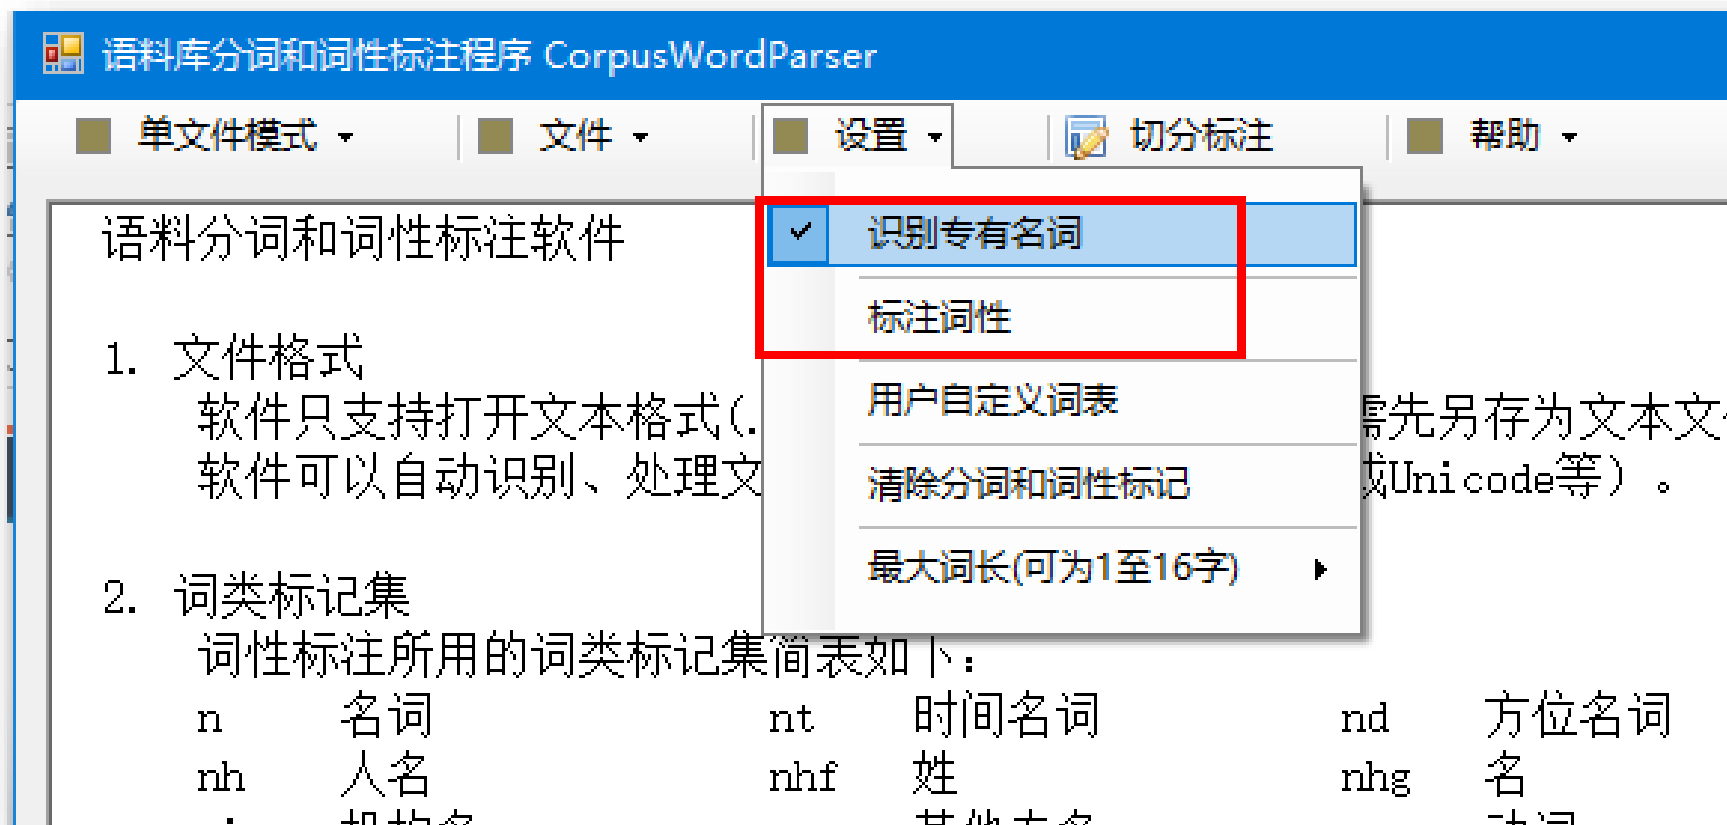 语料库分词和词性标注程序 CorpusWordParser
单文件模式 文件 设置 切分标注 帮助
识别专有名词
标注词性
用户自定义词表
清除分词和词性标记
最大词长(可为1至16字)
语料分词和词性标注软件
1. 文件格式
软件只支持打开文本格式(. 需先另存为文本文
软件可以自动识别、处理文 或Unicode等）。
2. 词类标记集
词性标注所用的词类标记集简表如下：
n 名词 nt 时间名词 nd 方位名词
nh 人名 nhf 姓 nhg 名